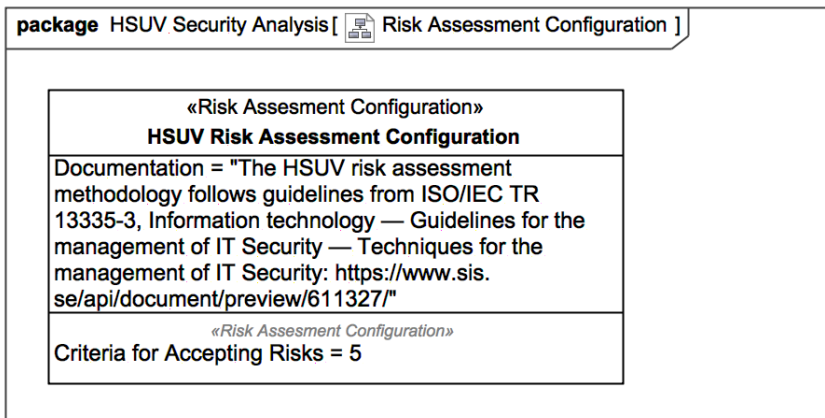 package HSUV Security Analysis [ Risk Assessment Configuration ]
«Risk Assesment Configuration»
HSUV Risk Assessment Configuration
Documentation = "The HSUV risk assessment
methodology follows guidelines from ISO/IEC TR
13335-3, Information technology — Guidelines for the
management of IT Security — Techniques for the
management of IT Security: https://www.sis.
se/api/document/preview/611327/"
«Risk Assesment Configuration»
Criteria for Accepting Risks = 5